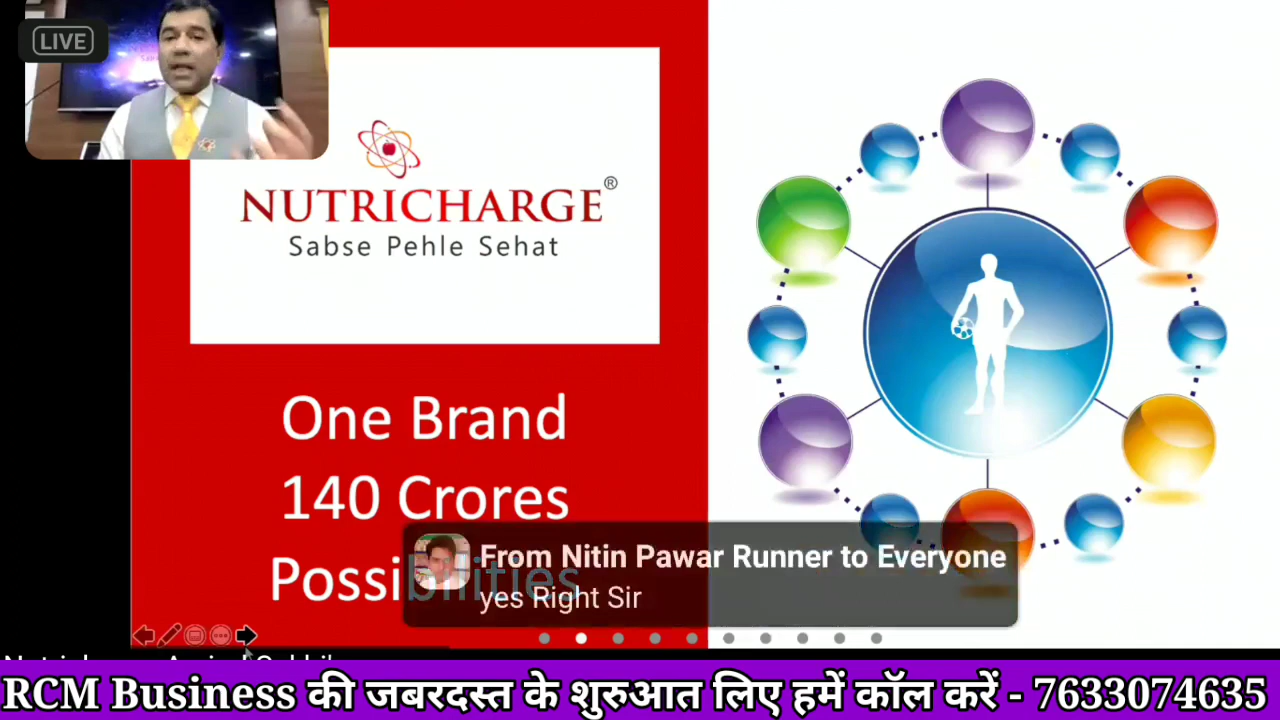 LIVE
NUTRICHARGE®
Sabse Pehle Sehat
One Brand
140 Crores
Possibilities
From Nitin Pawar Runner to Everyone
yes Right Sir
RCM Business की जबरदस्त के शुरुआत लिए हमें कॉल करें - 7633074635